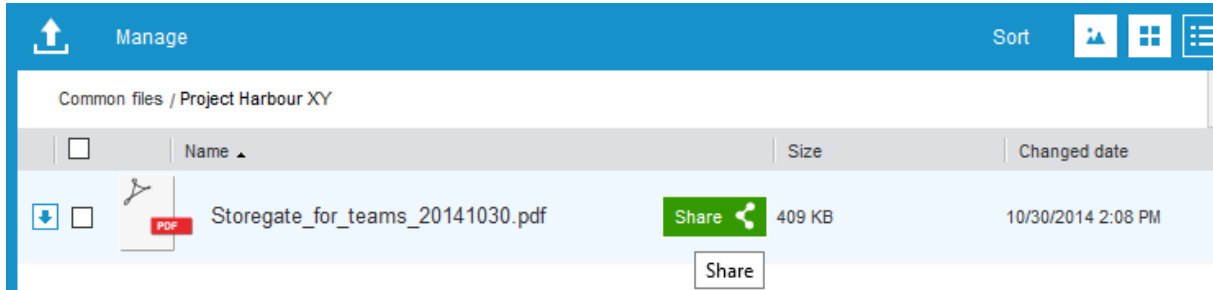 Manage Sort
Common files / Project Harbour XY
Name Size Changed date
PDF Storegate_for_teams_20141030.pdf Share 409 KB 10/30/2014 2:08 PM
Share